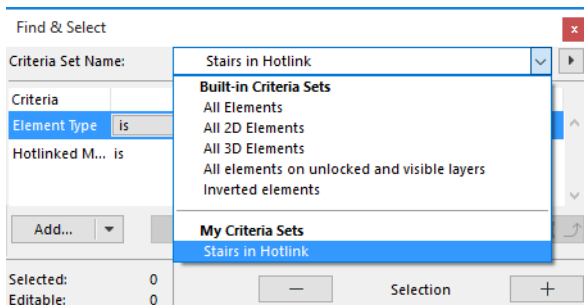 Find & Select
x
Criteria Set Name:
Stairs in Hotlink
Criteria
Element Type is
Hotlinked M... is
Built-in Criteria Sets
All Elements
All 2D Elements
All 3D Elements
All elements on unlocked and visible layers
Inverted elements
My Criteria Sets
Stairs in Hotlink
Add...
Selected: 0
Editable: 0
— Selection +